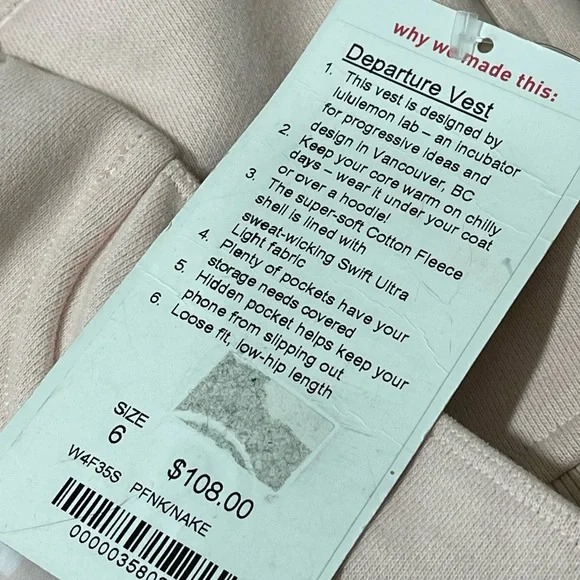 why we made this:
Departure Vest
1. This vest is designed by
lululemon lab – an incubator
for progressive ideas and
design in Vancouver, BC
2. Keep your core warm on chilly
days – wear it under your coat
or over a hoodie!
3. The super-soft Cotton Fleece
shell is lined with
sweat-wicking Swift Ultra
Light fabric
4. Plenty of pockets have your
storage needs covered
5. Hidden pocket helps keep your
phone from slipping out
6. Loose fit, low-hip length
SIZE
6
$108.00
W4F35S PFNK/NAKE